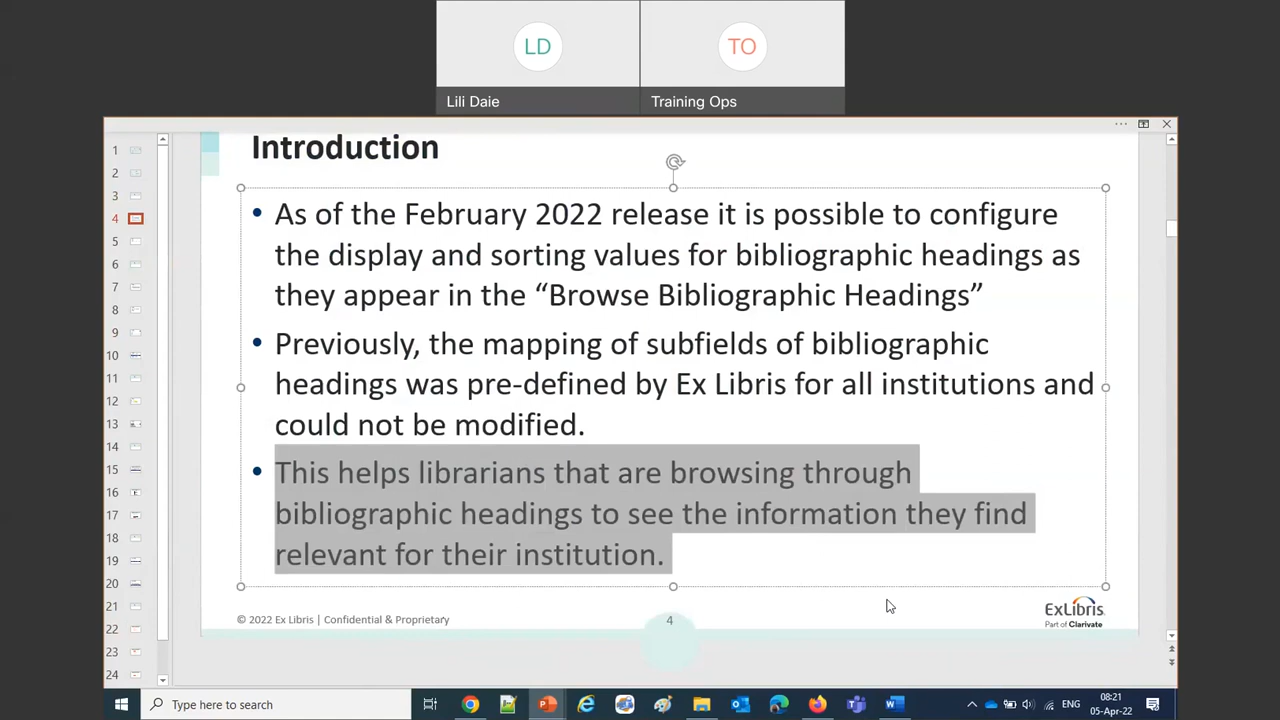 LD
TO
Lili Daie
Training Ops
Introduction
• As of the February 2022 release it is possible to configure
the display and sorting values for bibliographic headings as
they appear in the “Browse Bibliographic Headings”
• Previously, the mapping of subfields of bibliographic
headings was pre-defined by Ex Libris for all institutions and
could not be modified.
• This helps librarians that are browsing through
bibliographic headings to see the information they find
relevant for their institution.
© 2022 Ex Libris | Confidential & Proprietary
4
ExLibris
Part of Clarivate
1
2
3
4
5
6
7
8
9
10
11
12
13
14
15
16
17
18
19
20
21
22
23
24
Type here to search
ENG
08:21
05-Apr-22